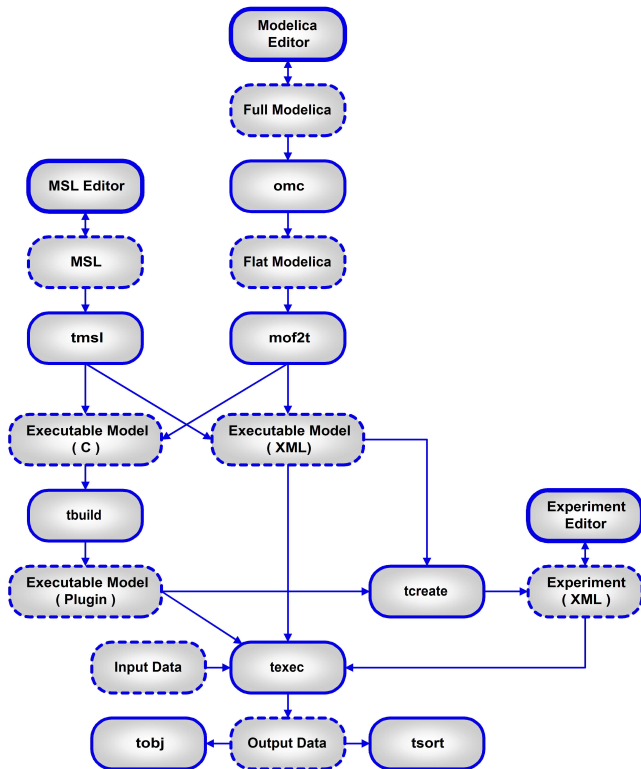 Modelica
Editor
Full Modelica
MSL Editor
omc
MSL
Flat Modelica
tmsl
mof2t
Executable Model
( C )
Executable Model
( XML)
tbuild
Experiment
Editor
Executable Model
( Plugin )
tcreate
Experiment
( XML )
Input Data
texec
tobj
Output Data
tsort